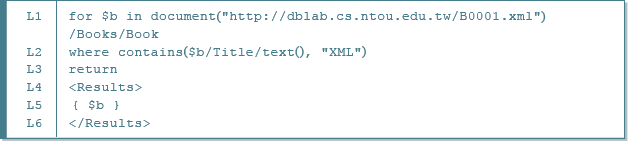 L1 for $b in document("http://dblab.cs.ntou.edu.tw/B0001.xml")
/Books/Book
L2 where contains($b/Title/text(), "XML")
L3 return
L4 <Results>
L5 { $b }
L6 </Results>